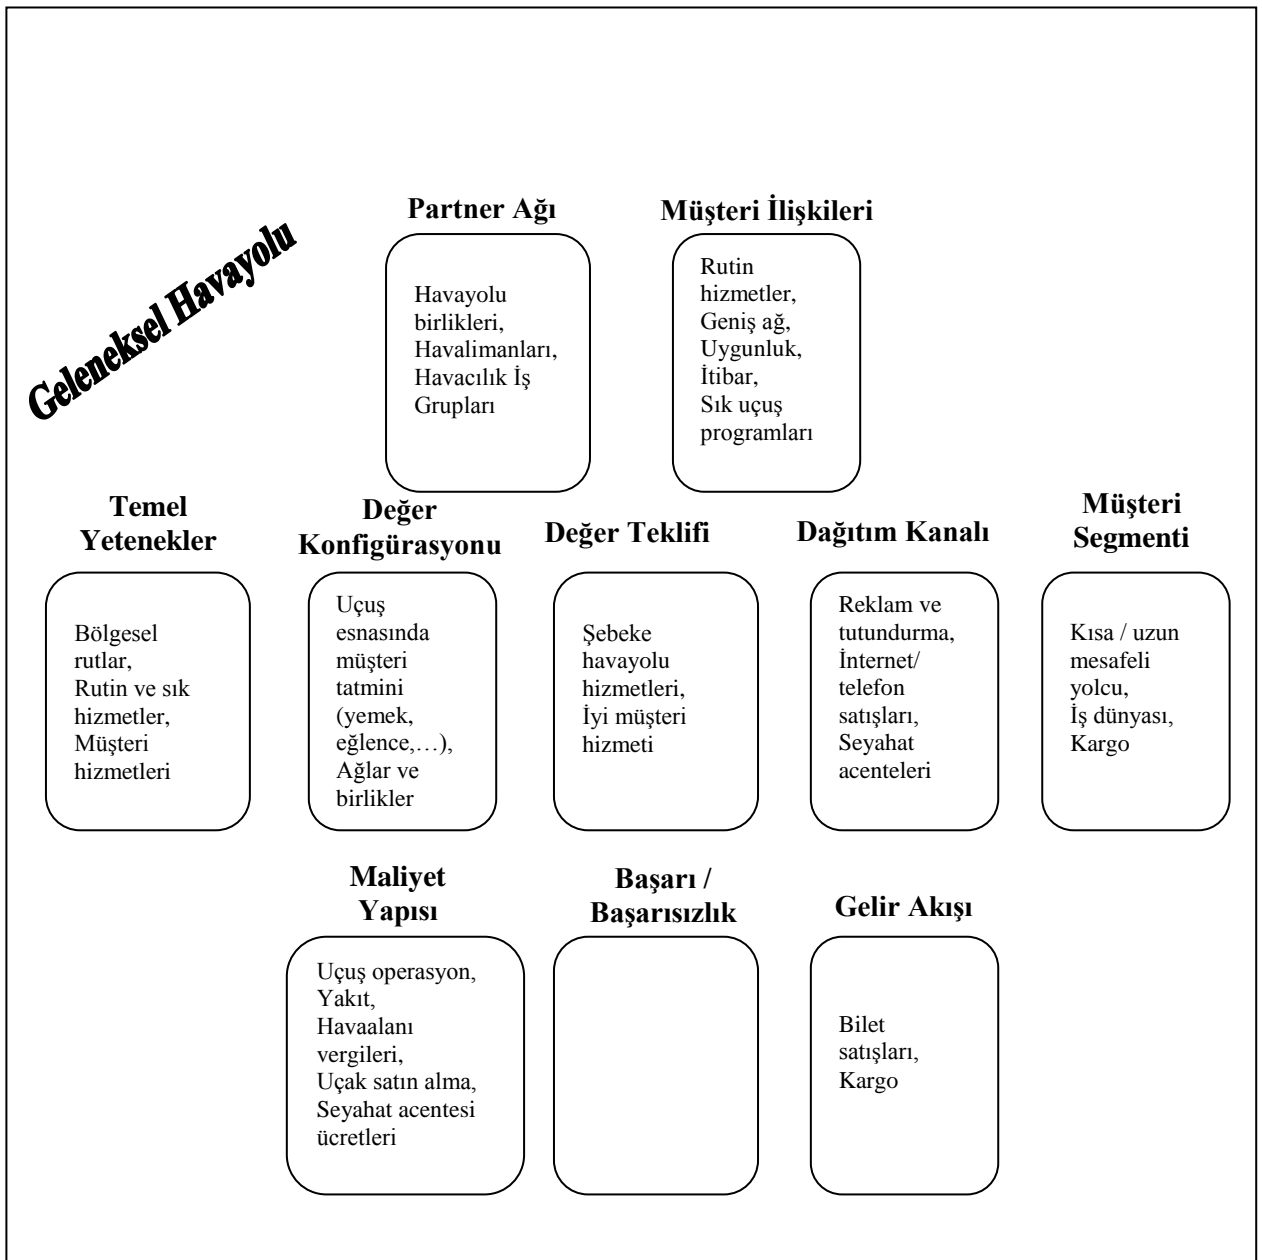 Geleneksel Havayolu
Partner Ağı
Havayolu
birlikleri,
Havalimanları,
Havacılık İş
Grupları
Müşteri İlişkileri
Rutin
hizmetler,
Geniş ağ,
Uygunluk,
İtibar,
Sık uçuş
programları
Temel
Yetenekler
Bölgesel
rutlar,
Rutin ve sık
hizmetler,
Müşteri
hizmetleri
Değer
Konfigürasyonu
Uçuş
esnasında
müşteri
tatmini
(yemek,
eğlence,…),
Ağlar ve
birlikler
Değer Teklifi
Şebeke
havayolu
hizmetleri,
İyi müşteri
hizmeti
Dağıtım Kanalı
Reklam ve
tutundurma,
İnternet/
telefon
satışları,
Seyahat
acenteleri
Müşteri
Segmenti
Kısa / uzun
mesafeli
yolcu,
İş dünyası,
Kargo
Maliyet
Yapısı
Uçuş operasyon,
Yakıt,
Havaalanı
vergileri,
Uçak satın alma,
Seyahat acentesi
ücretleri
Başarı /
Başarısızlık
Gelir Akışı
Bilet
satışları,
Kargo